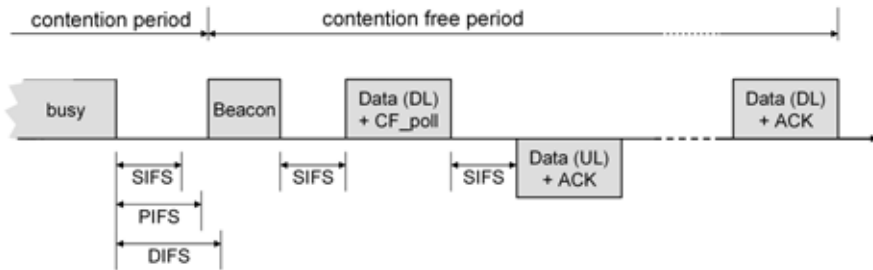 contention period
contention free period
busy
Beacon
Data (DL)
+ CF_poll
Data (DL)
+ ACK
SIFS
SIFS
SIFS
Data (UL)
+ ACK
PIFS
DIFS